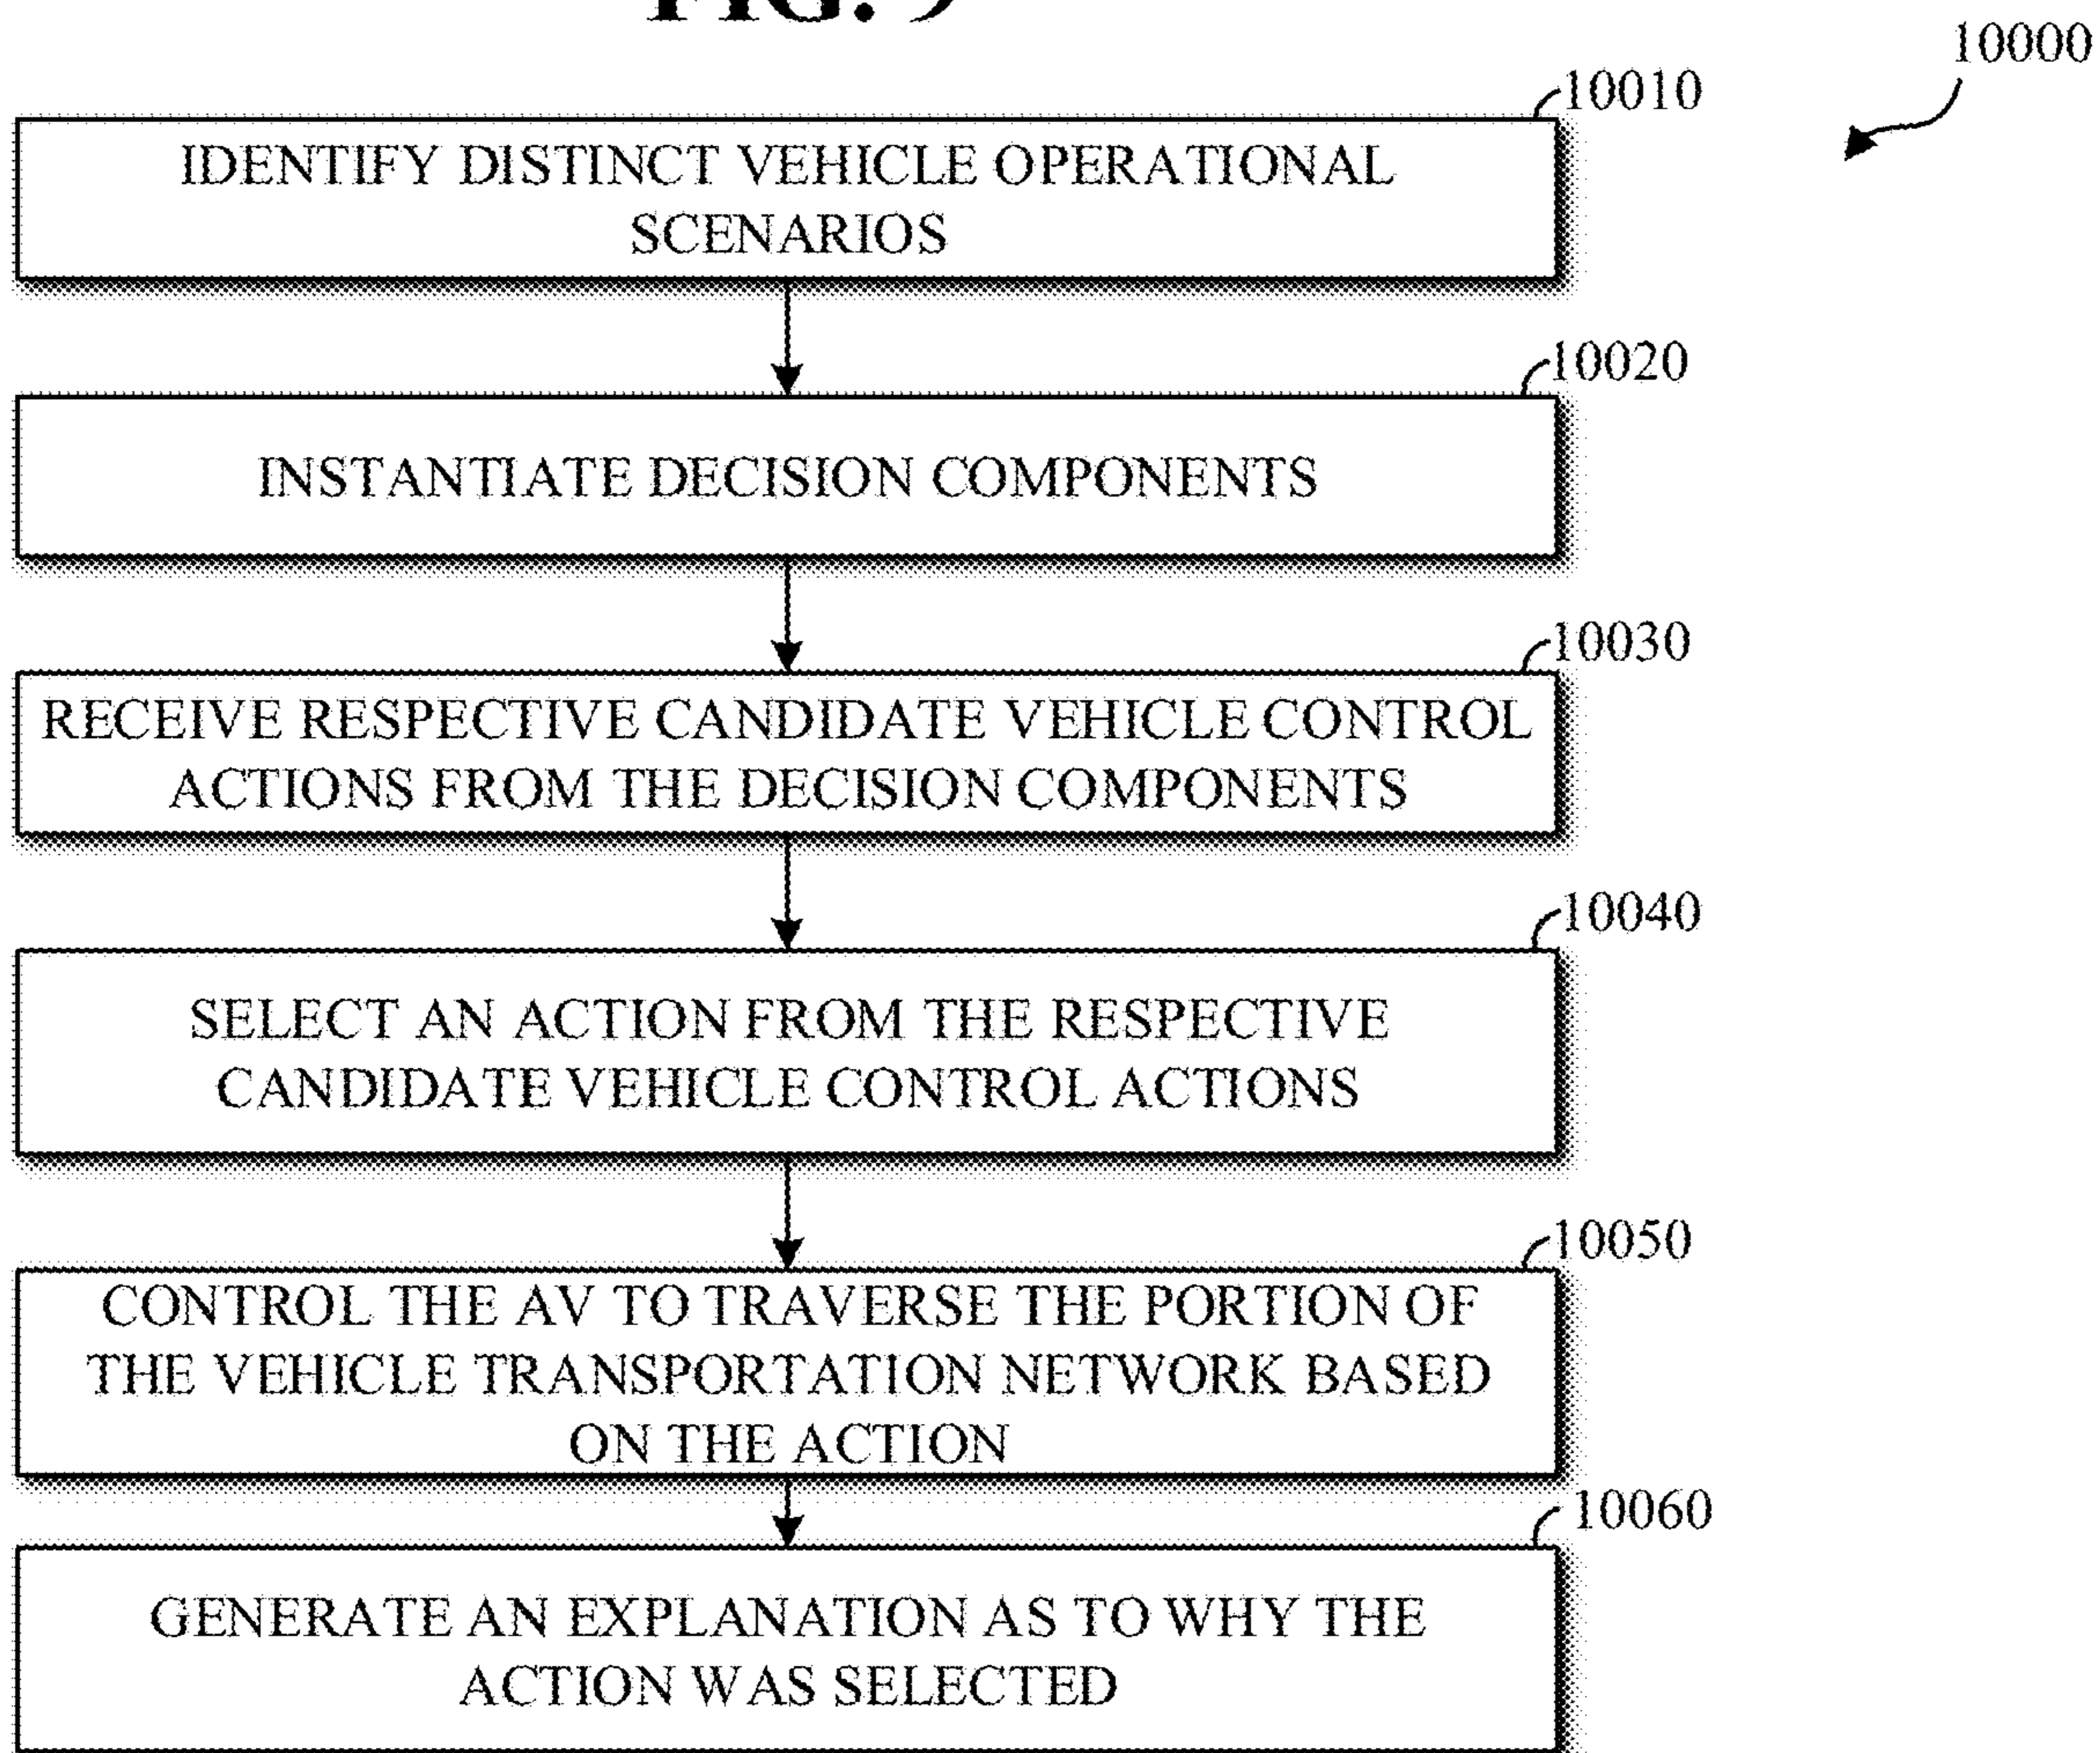 FIG. 9
10000
10010
IDENTIFY DISTINCT VEHICLE OPERATIONAL
SCENARIOS
10020
INSTANTIATE DECISION COMPONENTS
10030
RECEIVE RESPECTIVE CANDIDATE VEHICLE CONTROL
ACTIONS FROM THE DECISION COMPONENTS
10040
SELECT AN ACTION FROM THE RESPECTIVE
CANDIDATE VEHICLE CONTROL ACTIONS
10050
CONTROL THE AV TO TRAVERSE THE PORTION OF
THE VEHICLE TRANSPORTATION NETWORK BASED
ON THE ACTION
10060
GENERATE AN EXPLANATION AS TO WHY THE
ACTION WAS SELECTED